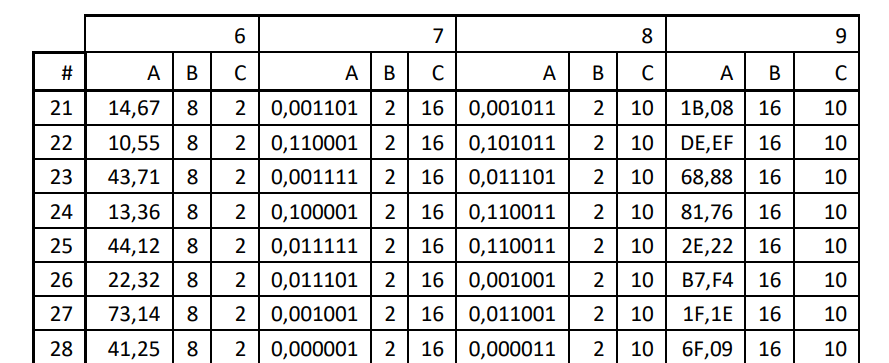 6 7 8 9
# A B C A B C A B C A B C
21 14,67 8 2 0,001101 2 16 0,001011 2 10 1B,08 16 10
22 10,55 8 2 0,110001 2 16 0,101011 2 10 DE,EF 16 10
23 43,71 8 2 0,001111 2 16 0,011101 2 10 68,88 16 10
24 13,36 8 2 0,100001 2 16 0,110011 2 10 81,76 16 10
25 44,12 8 2 0,011111 2 16 0,110011 2 10 2E,22 16 10
26 22,32 8 2 0,011101 2 16 0,001001 2 10 B7,F4 16 10
27 73,14 8 2 0,001001 2 16 0,011001 2 10 1F,1E 16 10
28 41,25 8 2 0,000001 2 16 0,000011 2 10 6F,09 16 10